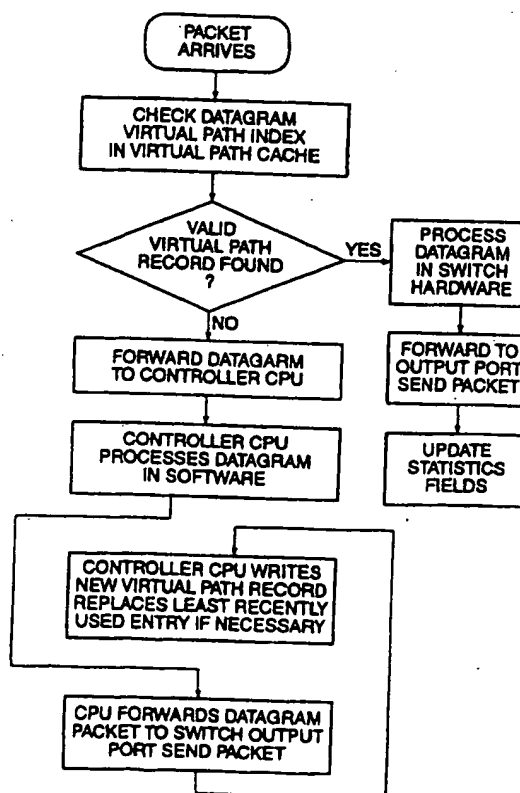 PACKET
ARRIVES
CHECK DATAGRAM
VIRTUAL PATH INDEX
IN VIRTUAL PATH CACHE
VALID
VIRTUAL PATH
RECORD FOUND
?
YES
PROCESS
DATAGRAM
IN SWITCH
HARDWARE
NO
FORWARD DATAGARM
TO CONTROLLER CPU
FORWARD TO
OUTPUT PORT
SEND PACKET
CONTROLLER CPU
PROCESSES DATAGRAM
IN SOFTWARE
UPDATE
STATISTICS
FIELDS
CONTROLLER CPU WRITES
NEW VIRTUAL PATH RECORD
REPLACES LEAST RECENTLY
USED ENTRY IF NECESSARY
CPU FORWARDS DATAGRAM
PACKET TO SWITCH OUTPUT
PORT SEND PACKET